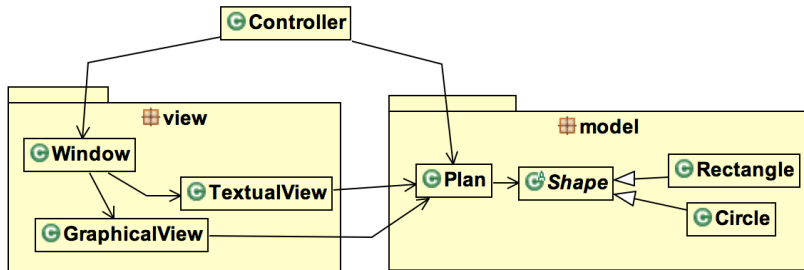 Controller
view
model
Window
TextualView
GraphicalView
Plan
Shape
Rectangle
Circle